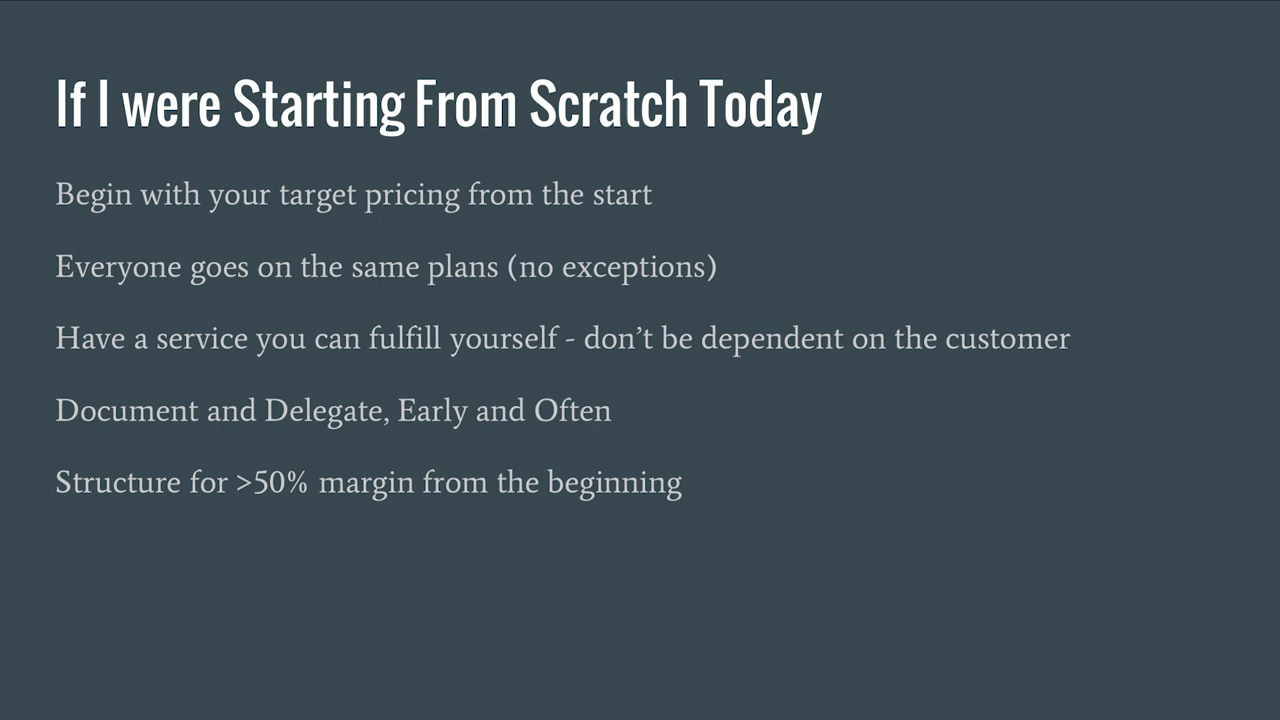 If I were Starting From Scratch Today
Begin with your target pricing from the start
Everyone goes on the same plans (no exceptions)
Have a service you can fulfill yourself - don’t be dependent on the customer
Document and Delegate, Early and Often
Structure for >50% margin from the beginning